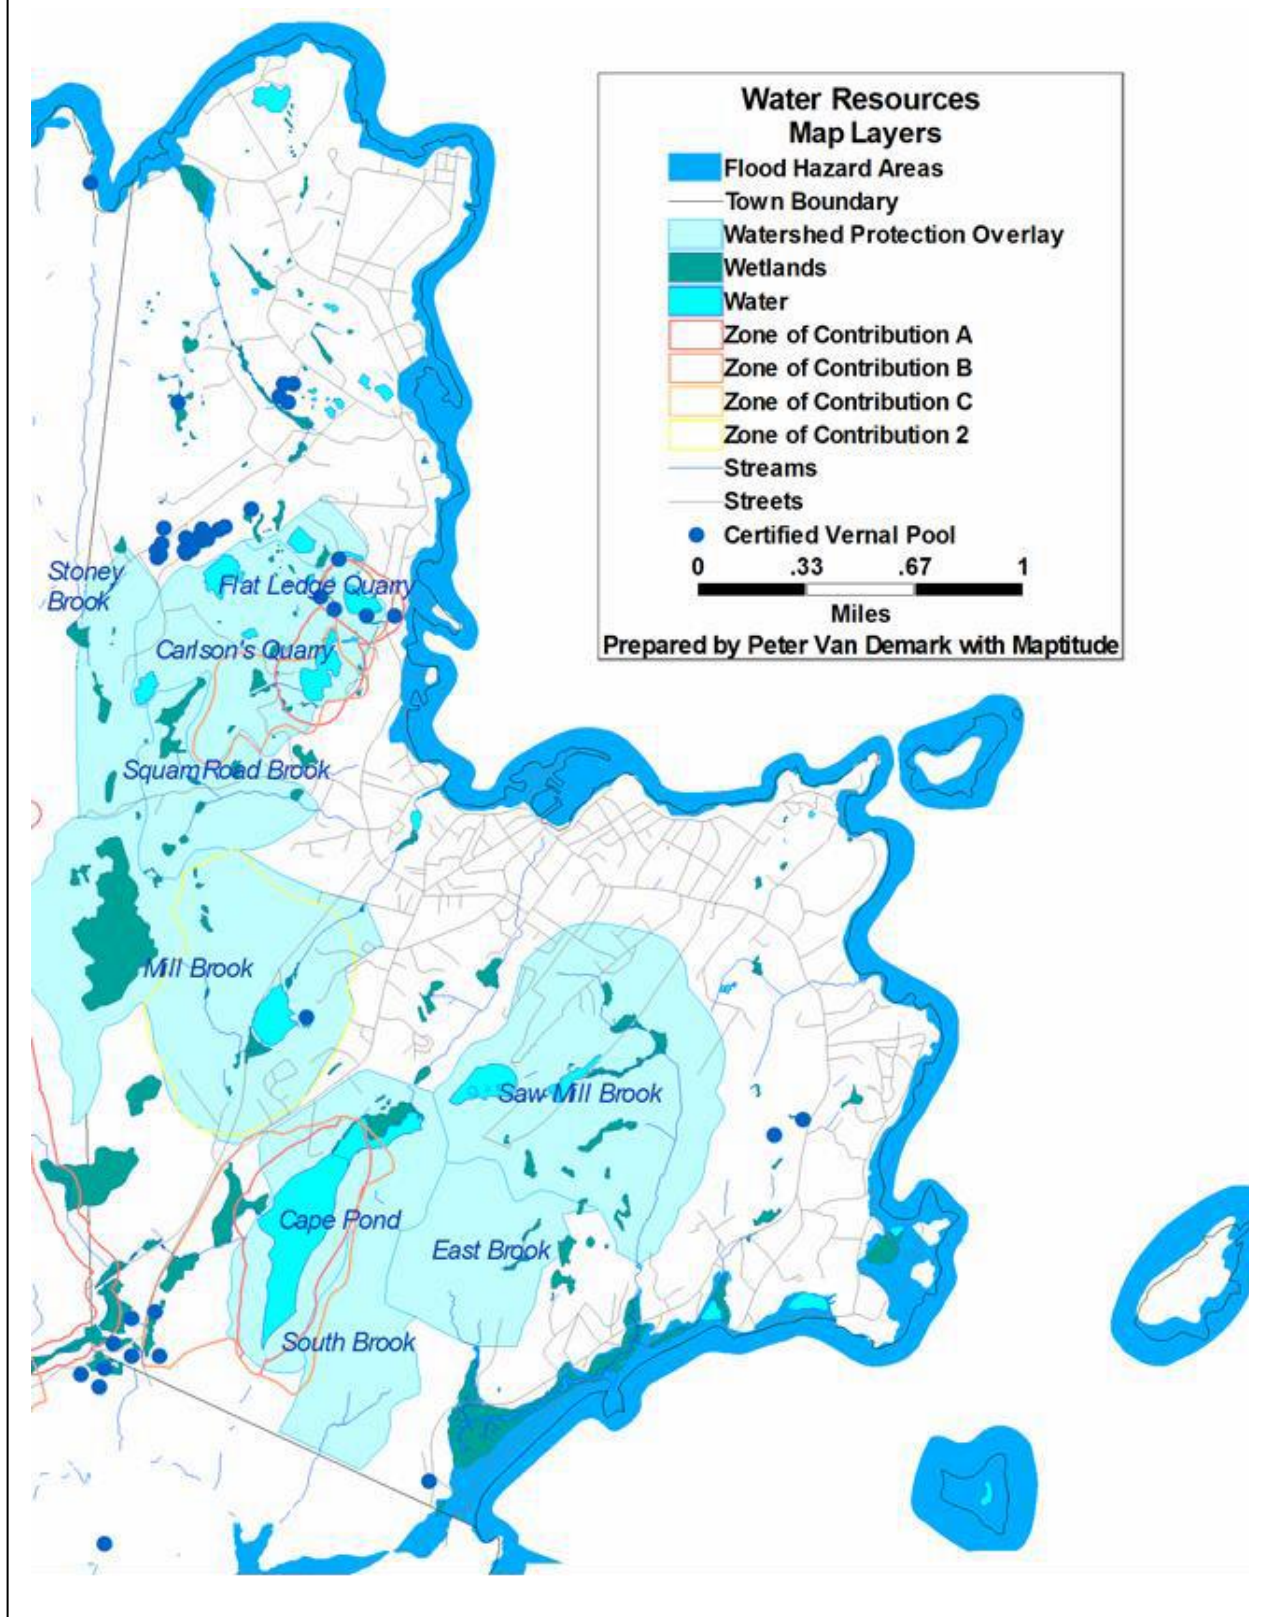 Water Resources
Map Layers
Flood Hazard Areas
Town Boundary
Watershed Protection Overlay
Wetlands
Water
Zone of Contribution A
Zone of Contribution B
Zone of Contribution C
Zone of Contribution 2
Streams
Streets
Certified Vernal Pool
0 .33 .67 1
Miles
Prepared by Peter Van Demark with Maptitude
Stoney
Brook
Flat Ledge Quarry
Carlson's Quarry
Squam Road Brook
Mill Brook
Saw Mill Brook
Cape Pond
East Brook
South Brook